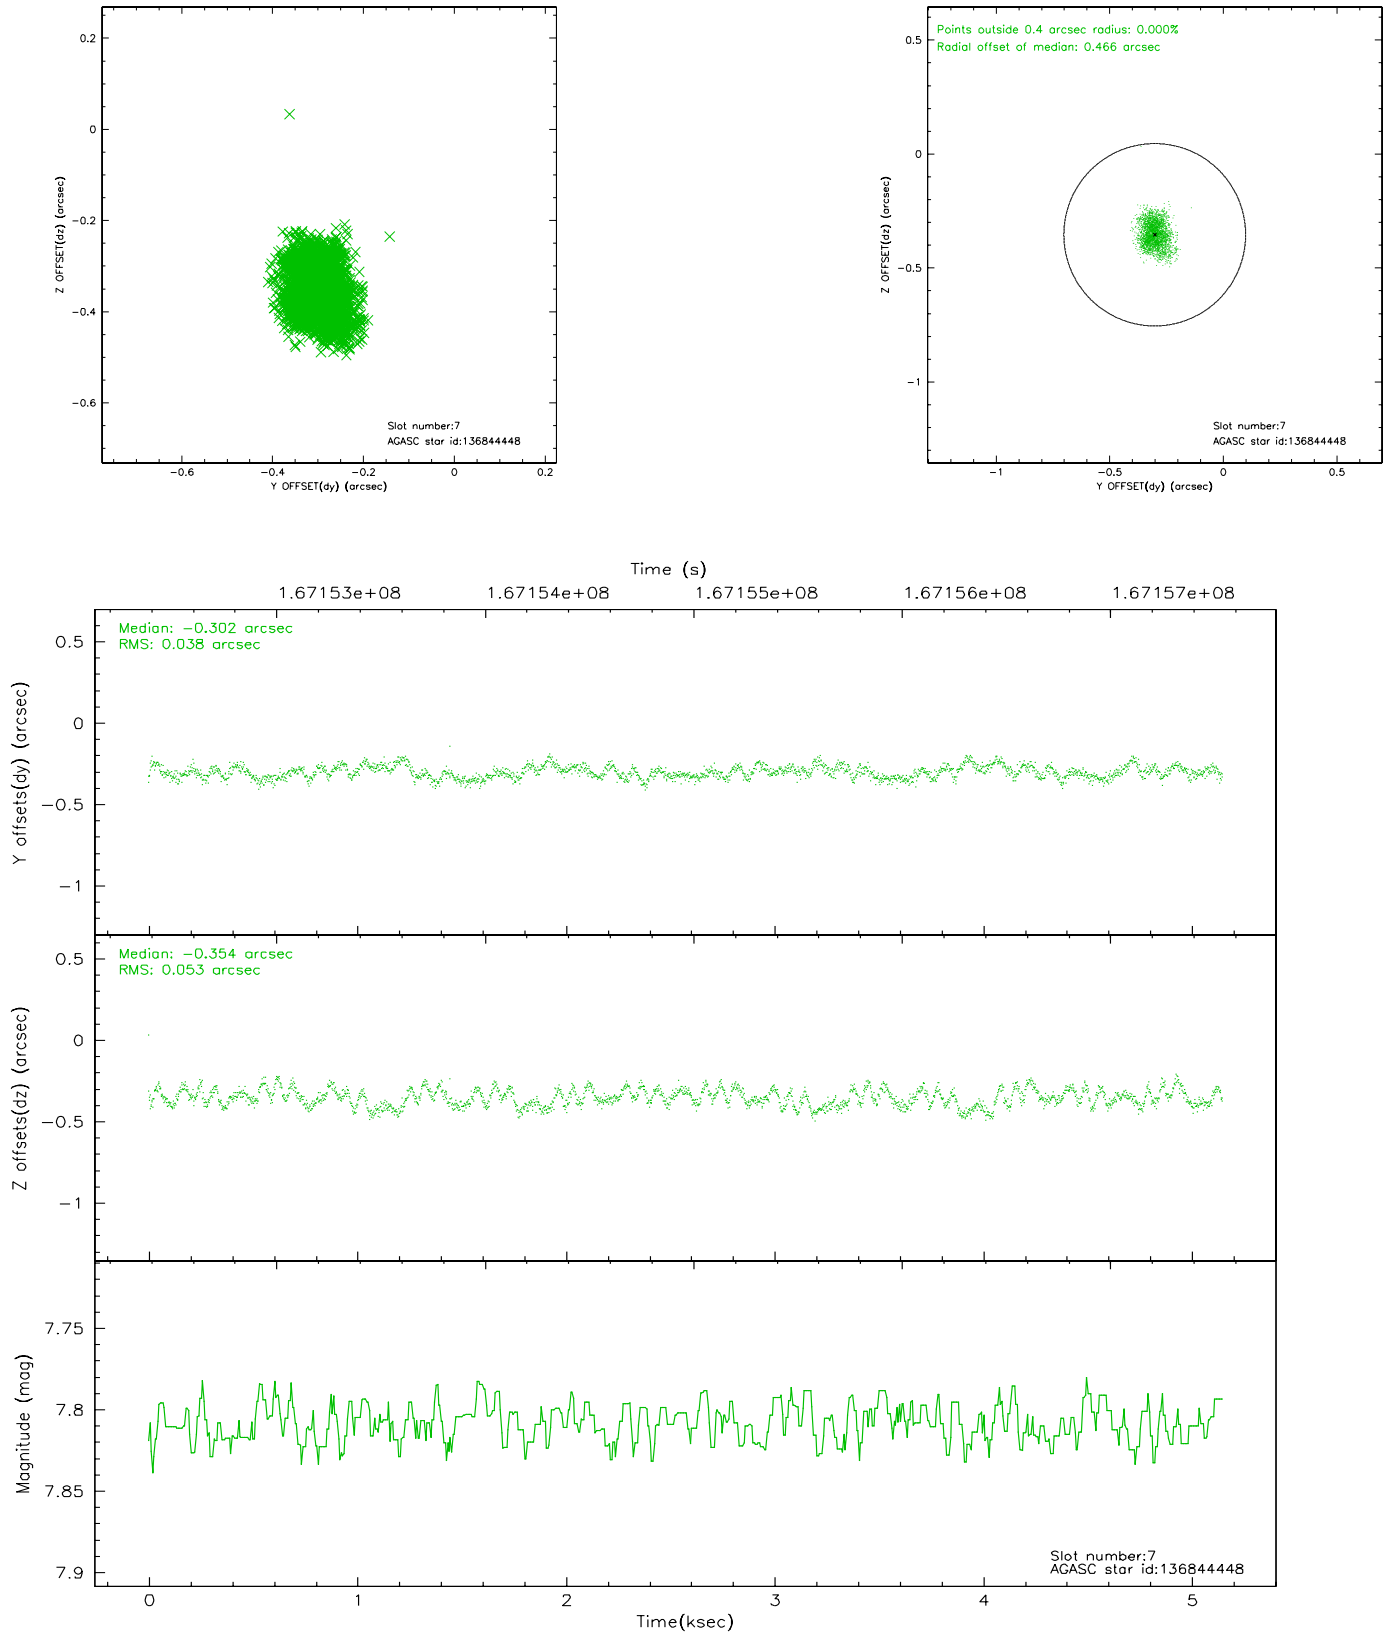 0.2
0
−0.2
−0.4
−0.6
Z OFFSET(dz) (arcsec)
Slot number:7
AGASC star id:136844448
−0.6 −0.4 −0.2 0 0.2
Y OFFSET(dy) (arcsec)
Points outside 0.4 arcsec radius: 0.000%
Radial offset of median: 0.466 arcsec
0.5
0
−0.5
−1
Z OFFSET(dz) (arcsec)
Slot number:7
AGASC star id:136844448
−1 −0.5 0 0.5
Y OFFSET(dy) (arcsec)
Time (s)
1.67153e+08 1.67154e+08 1.67155e+08 1.67156e+08 1.67157e+08
Median: −0.302 arcsec
RMS: 0.038 arcsec
0.5
0
−0.5
−1
Y offsets(dy) (arcsec)
Median: −0.354 arcsec
RMS: 0.053 arcsec
0.5
0
−0.5
−1
Z offsets(dz) (arcsec)
7.75
7.8
7.85
7.9
Magnitude (mag)
Slot number:7
AGASC star id:136844448
0 1 2 3 4 5
Time(ksec)